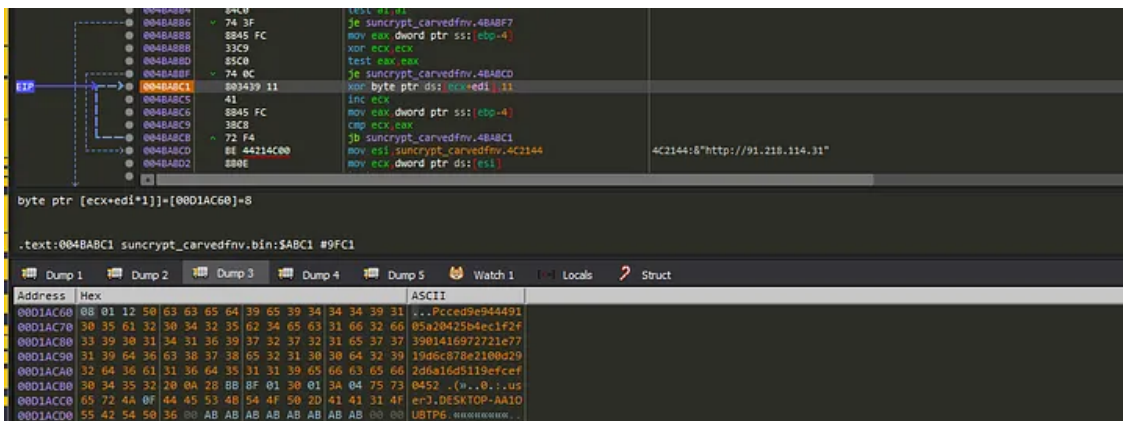 004BABB4 84C0 test al,al
004BABB6 74 3F je suncrypt_carvedfnv.4BABF7
004BABB8 8B45 FC mov eax,dword ptr ss:[ebp-4]
004BABBB 33C9 xor ecx,ecx
004BABBD 85C0 test eax,eax
004BABBF 74 0C je suncrypt_carvedfnv.4BABCD
EIP 004BABC1 803439 11 xor byte ptr ds:[ecx+edi],11
004BABC5 41 inc ecx
004BABC6 8B45 FC mov eax,dword ptr ss:[ebp-4]
004BABC9 3BC8 cmp ecx,eax
004BABCB 72 F4 jb suncrypt_carvedfnv.4BABC1
004BABCD BE 44214C00 mov esi,suncrypt_carvedfnv.4C2144 4C2144:&"http://91.218.114.31"
004BABD2 8B0E mov ecx,dword ptr ds:[esi]
byte ptr [ecx+edi*1]]=[00D1AC60]=8
.text:004BABC1 suncrypt_carvedfnv.bin:$ABC1 #9FC1
Dump 1 Dump 2 Dump 3 Dump 4 Dump 5 Watch 1 Locals Struct
Address Hex ASCII
00D1AC60 08 01 12 50 63 63 65 64 39 65 39 34 34 34 39 31 ...Pcced9e944491
00D1AC70 30 35 61 32 30 34 32 35 62 34 65 63 31 66 32 66 05a20425b4ec1f2f
00D1AC80 33 39 30 31 34 31 36 39 37 32 37 32 31 65 37 37 3901416972721e77
00D1AC90 31 39 64 36 63 38 37 38 65 32 31 30 30 64 32 39 19d6c878e2100d29
00D1ACA0 32 64 36 61 31 36 64 35 31 31 39 65 66 63 65 66 2d6a16d5119efcef
00D1ACB0 30 34 35 32 20 0A 28 BB 8F 01 30 01 3A 04 75 73 0452 .(»..0.:.us
00D1ACC0 65 72 4A 0F 44 45 53 4B 54 4F 50 2D 41 41 31 4F erJ.DESKTOP-AA1O
00D1ACD0 55 42 54 50 36 00 AB AB AB AB AB AB AB AB 00 00 UBTP6.««««««««..